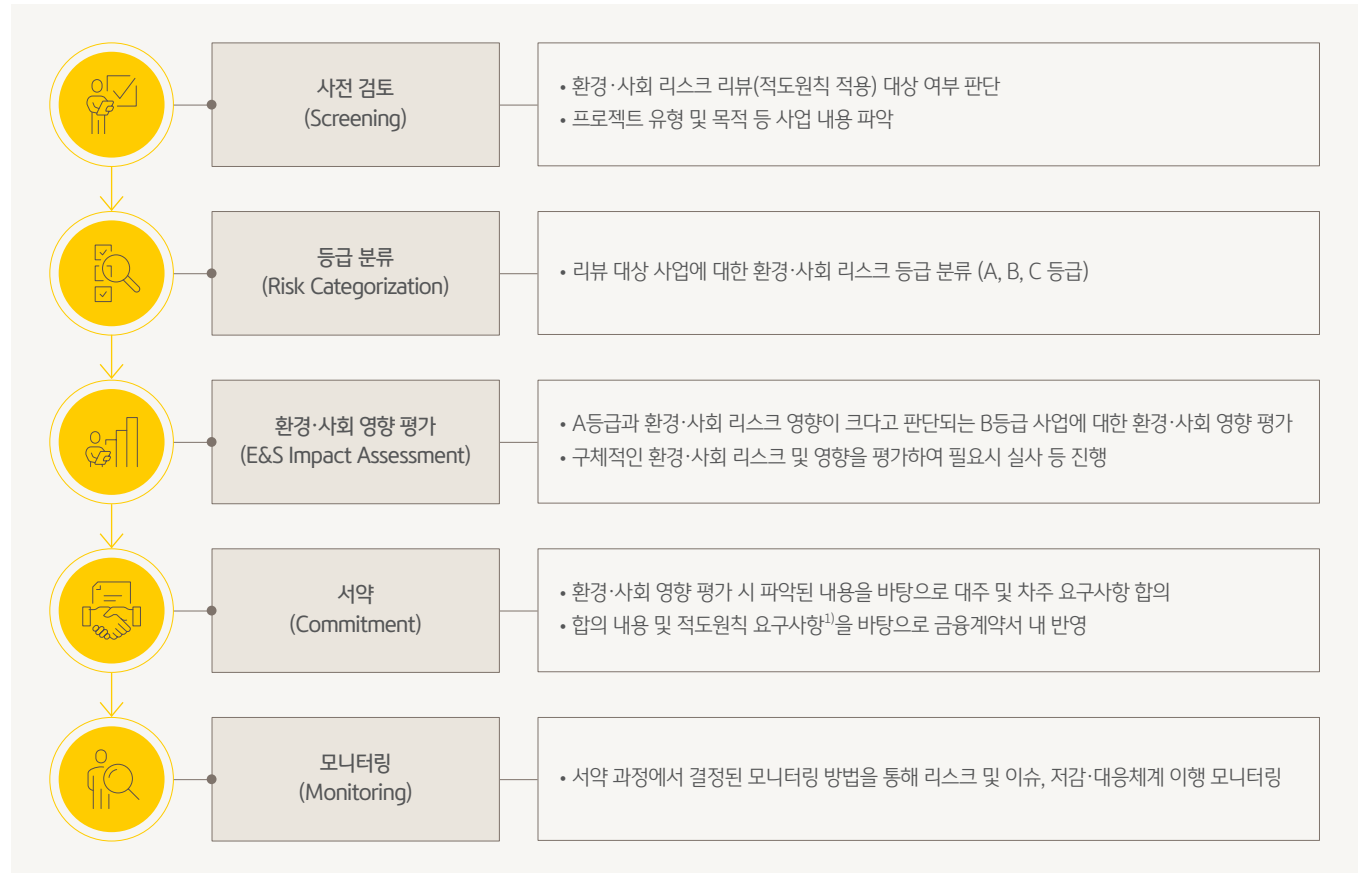 사전 검토
(Screening)
• 환경·사회 리스크 리뷰(적도원칙 적용) 대상 여부 판단
• 프로젝트 유형 및 목적 등 사업 내용 파악
등급 분류
(Risk Categorization)
• 리뷰 대상 사업에 대한 환경·사회 리스크 등급 분류 (A, B, C 등급)
환경·사회 영향 평가
(E&S Impact Assessment)
• A등급과 환경·사회 리스크 영향이 크다고 판단되는 B등급 사업에 대한 환경·사회 영향 평가
• 구체적인 환경·사회 리스크 및 영향을 평가하여 필요시 실사 등 진행
서약
(Commitment)
• 환경·사회 영향 평가 시 파악된 내용을 바탕으로 대주 및 차주 요구사항 합의
• 합의 내용 및 적도원칙 요구사항1)을 바탕으로 금융계약서 내 반영
모니터링
(Monitoring)
• 서약 과정에서 결정된 모니터링 방법을 통해 리스크 및 이슈, 저감·대응체계 이행 모니터링